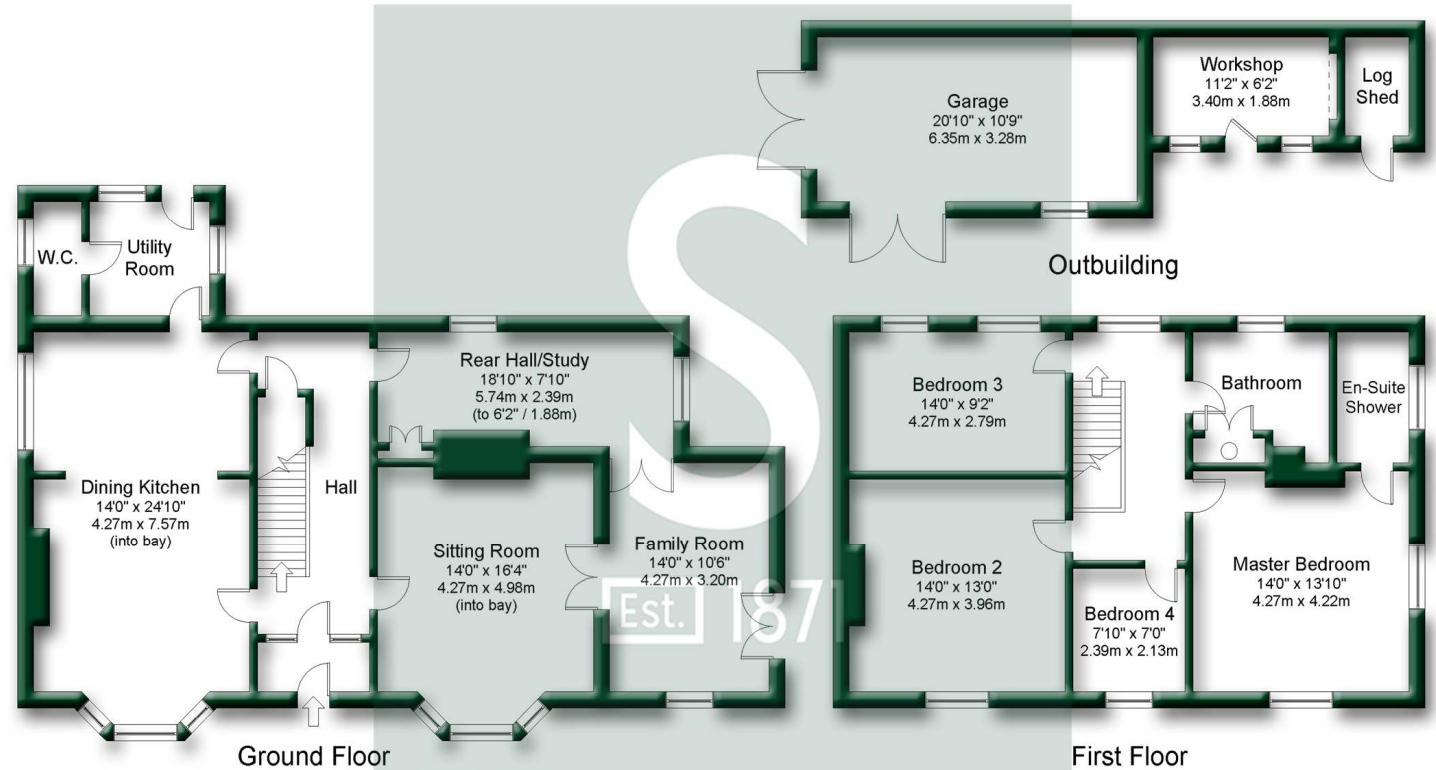 Workshop
11'2" x 6'2"
3.40m x 1.88m
Log
Shed
Garage
20'10" x 10'9"
6.35m x 3.28m
Outbuilding
W.C.
Utility
Room
Rear Hall/Study
18'10" x 7'10"
5.74m x 2.39m
(to 6'2" / 1.88m)
Dining Kitchen
14'0" x 24'10"
4.27m x 7.57m
(into bay)
Hall
Sitting Room
14'0" x 16'4"
4.27m x 4.98m
(into bay)
Family Room
14'0" x 10'6"
4.27m x 3.20m
Ground Floor
S
Est. 1871
Bedroom 3
14'0" x 9'2"
4.27m x 2.79m
Bathroom
En-Suite
Shower
Bedroom 2
14'0" x 13'0"
4.27m x 3.96m
Bedroom 4
7'10" x 7'0"
2.39m x 2.13m
Master Bedroom
14'0" x 13'10"
4.27m x 4.22m
First Floor